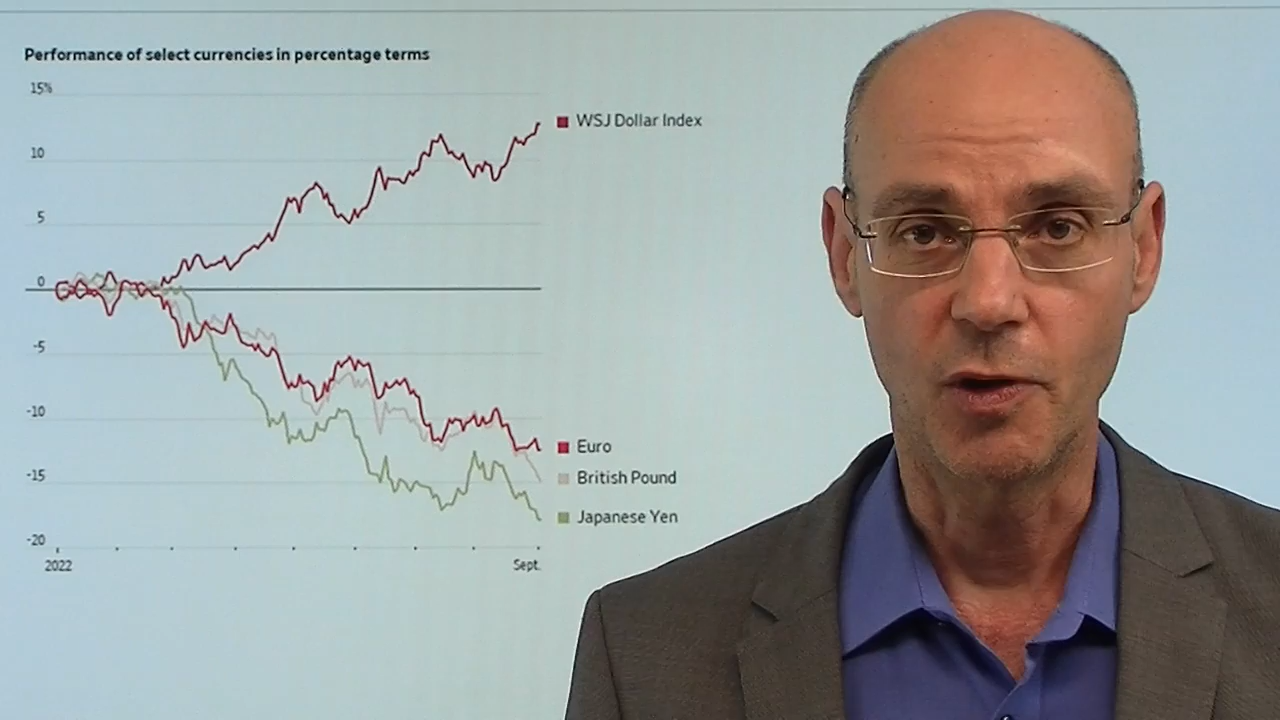 Performance of select currencies in percentage terms
15%
10
5
0
-5
-10
-15
-20
2022
Sept.
WSJ Dollar Index
Euro
British Pound
Japanese Yen